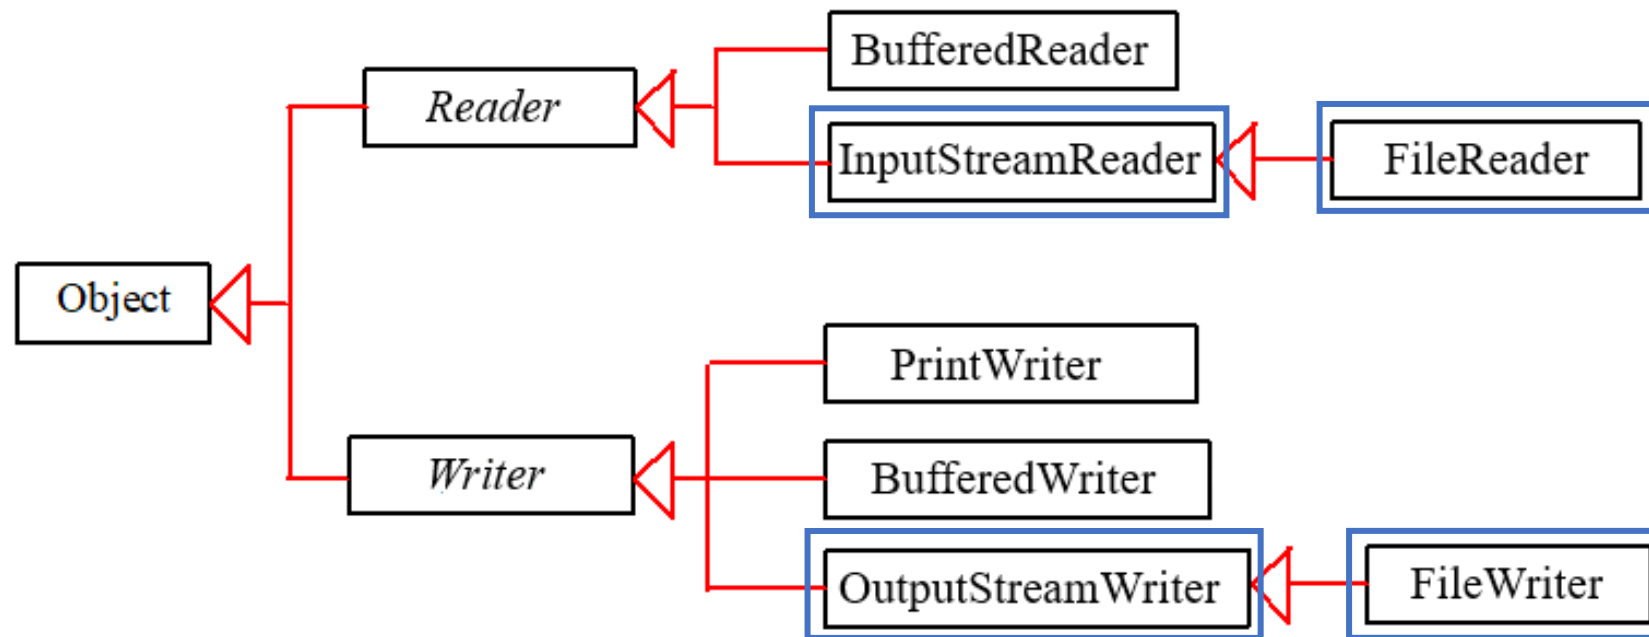 BufferedReader
Reader
InputStreamReader
FileReader
Object
PrintWriter
Writer
BufferedWriter
OutputStreamWriter
FileWriter